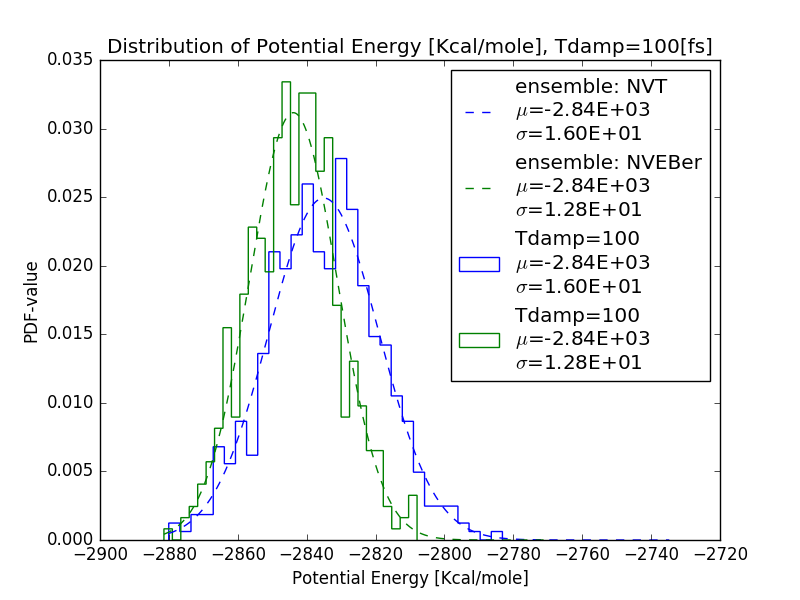 Distribution of Potential Energy [Kcal/mole], Tdamp=100[fs]
0.035
0.030
0.025
0.020
0.015
0.010
0.005
0.000
PDF-value
ensemble: NVT
μ=-2.84E+03
σ=1.60E+01
ensemble: NVEBer
μ=-2.84E+03
σ=1.28E+01
Tdamp=100
μ=-2.84E+03
σ=1.60E+01
Tdamp=100
μ=-2.84E+03
σ=1.28E+01
−2900 −2880 −2860 −2840 −2820 −2800 −2780 −2760 −2740 −2720
Potential Energy [Kcal/mole]